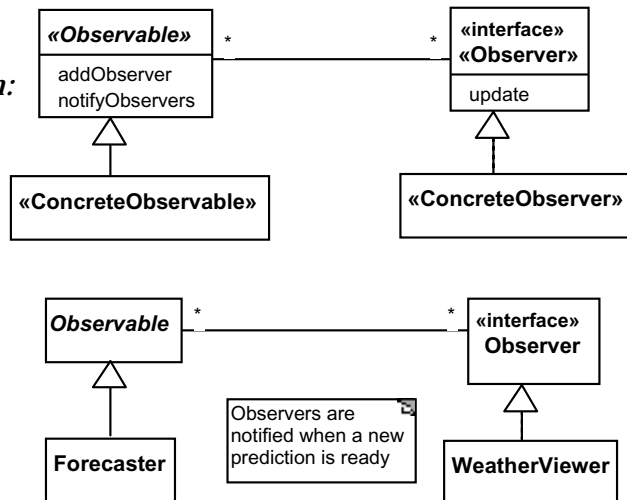 «Observable»
*
*
«interface»
«Observer»
addObserver
notifyObservers
n:
update
«ConcreteObservable»
«ConcreteObserver»
Observable
*
*
«interface»
Observer
Observers are
notified when a new
prediction is ready
Forecaster
WeatherViewer